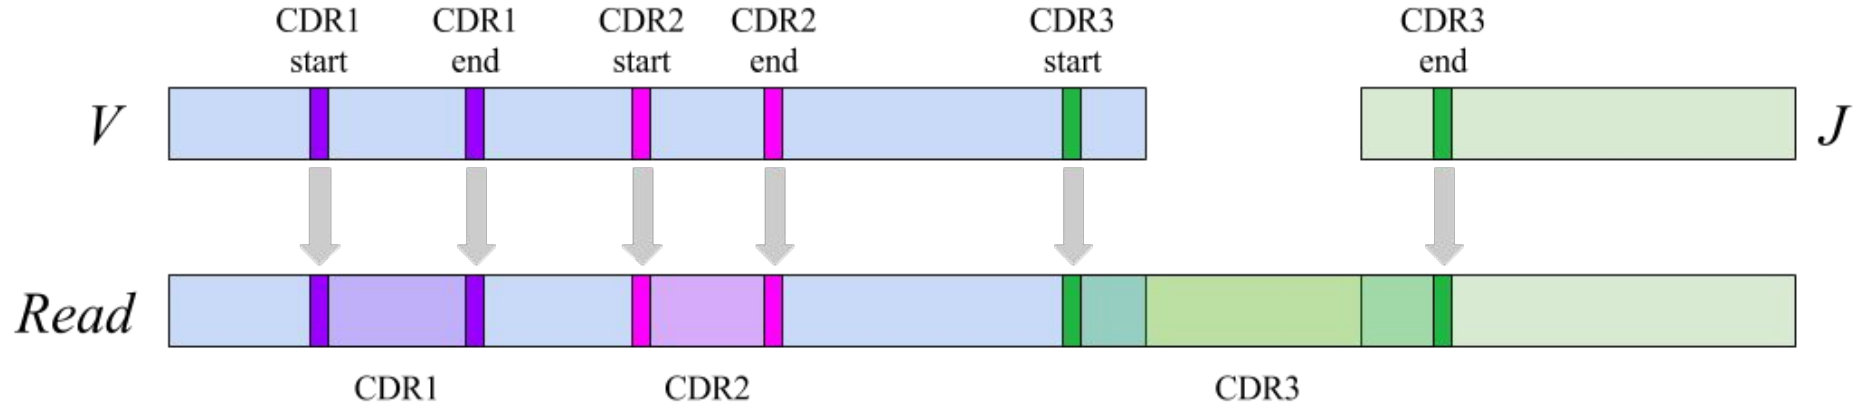 CDR1 CDR1 CDR2 CDR2 CDR3 CDR3
start end start end start end
V J
Read
CDR1 CDR2 CDR3